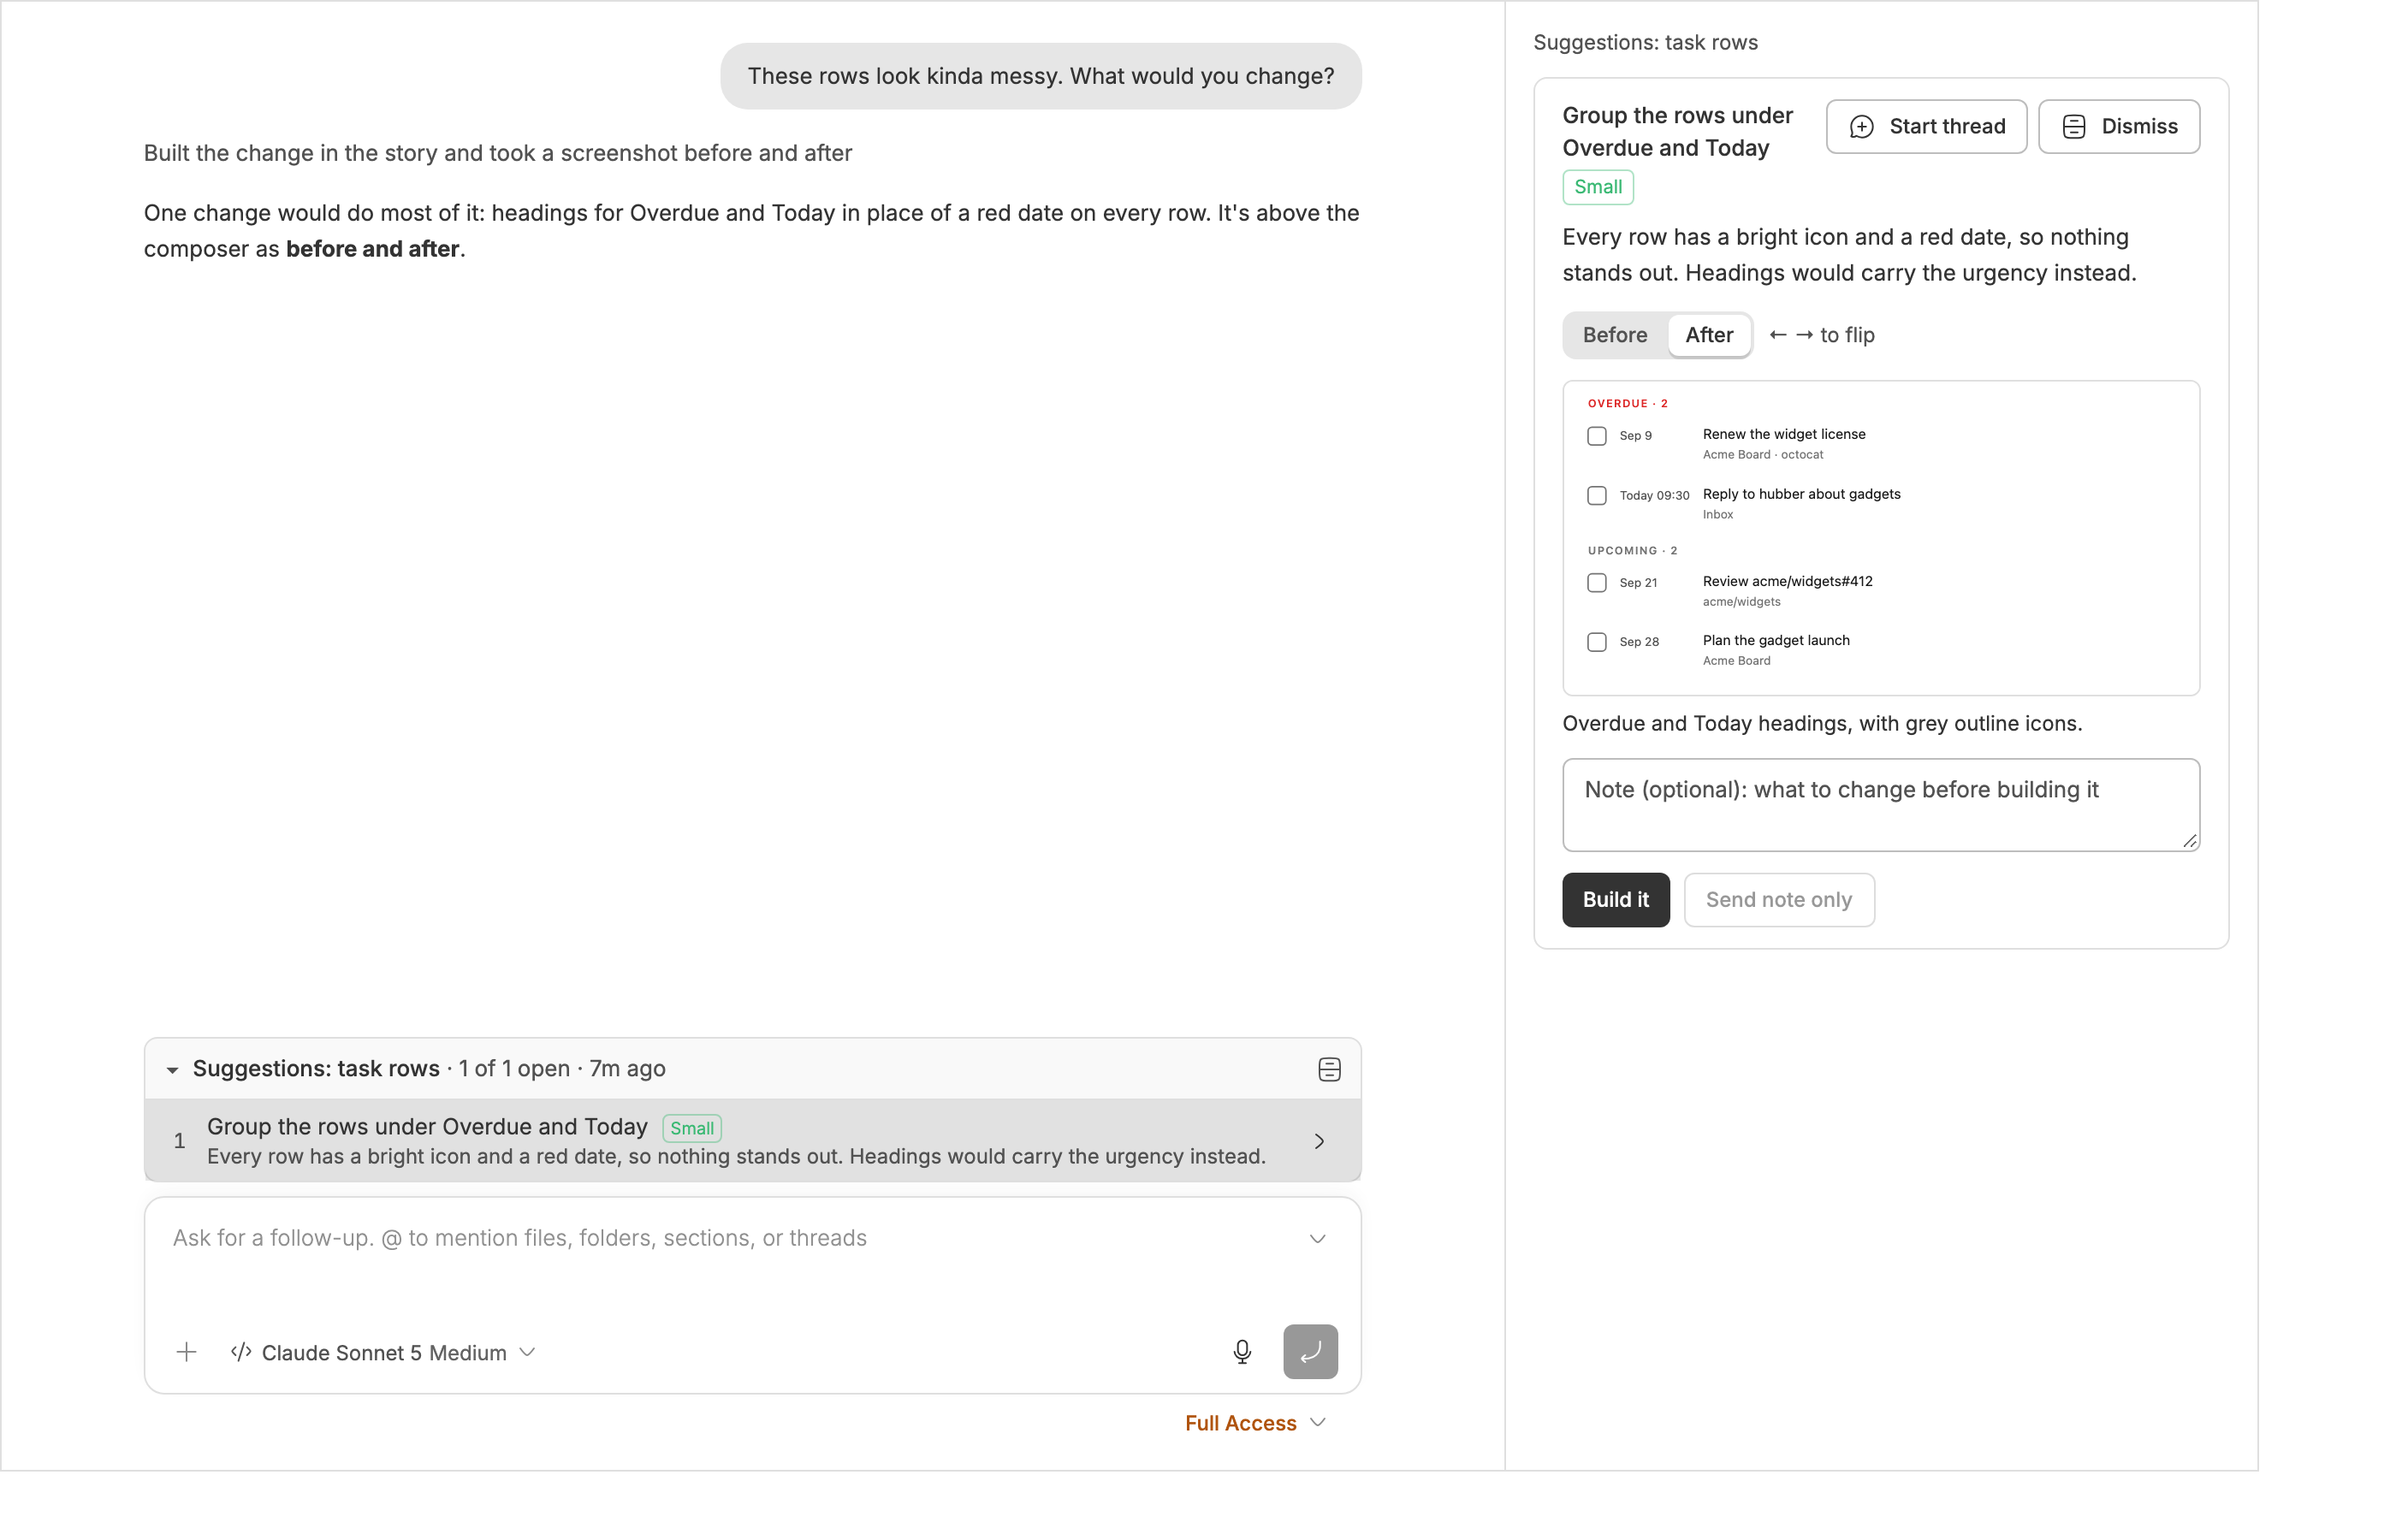 These rows look kinda messy. What would you change?
Built the change in the story and took a screenshot before and after
One change would do most of it: headings for Overdue and Today in place of a red date on every row. It's above the
composer as before and after.
Suggestions: task rows · 1 of 1 open · 7m ago
1
Group the rows under Overdue and Today Small
Every row has a bright icon and a red date, so nothing stands out. Headings would carry the urgency instead.
Ask for a follow-up. @ to mention files, folders, sections, or threads
</> Claude Sonnet 5 Medium
Full Access
Suggestions: task rows
Group the rows under
Overdue and Today
Small
Start thread
Dismiss
Every row has a bright icon and a red date, so nothing
stands out. Headings would carry the urgency instead.
Before After ← → to flip
OVERDUE · 2
Sep 9 Renew the widget license
Acme Board · octocat
Today 09:30 Reply to hubber about gadgets
Inbox
UPCOMING · 2
Sep 21 Review acme/widgets#412
acme/widgets
Sep 28 Plan the gadget launch
Acme Board
Overdue and Today headings, with grey outline icons.
Note (optional): what to change before building it
Build it Send note only